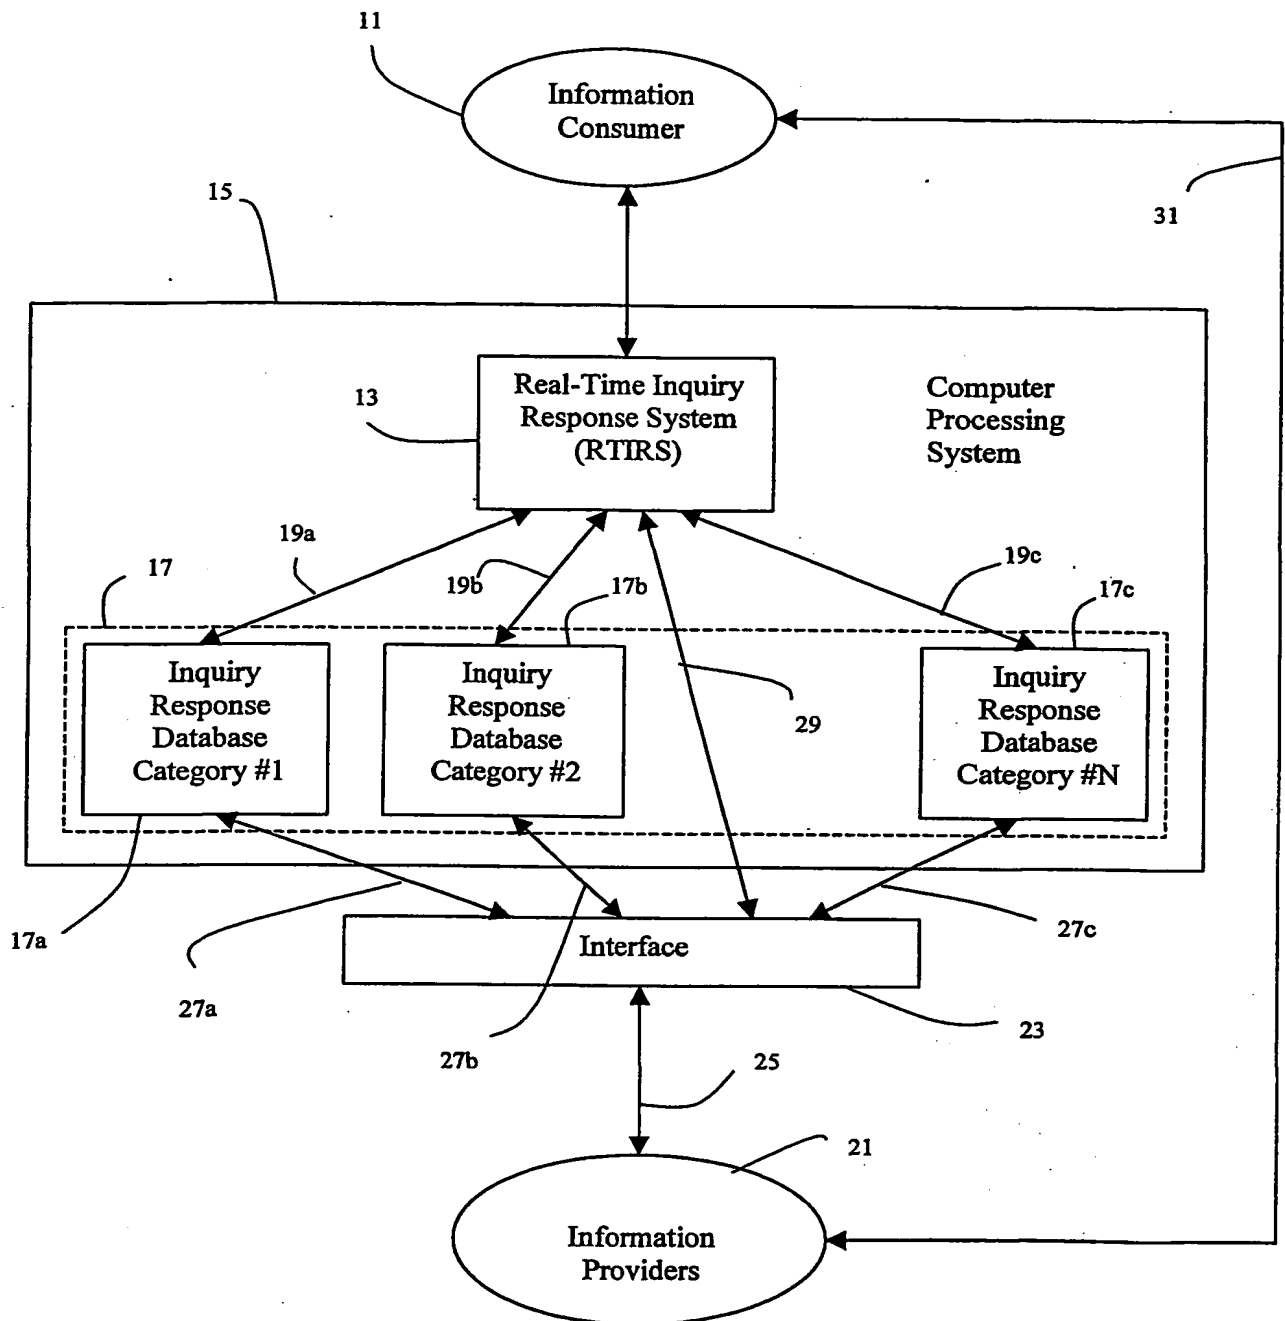 11
Information
Consumer
15
31
13
Real-Time Inquiry
Response System
(RTIRS)
Computer
Processing
System
19a
17
19b
17b
19c
17c
Inquiry
Response
Database
Category #1
Inquiry
Response
Database
Category #2
29
Inquiry
Response
Database
Category #N
17a
27a
27b
Interface
27c
23
25
21
Information
Providers